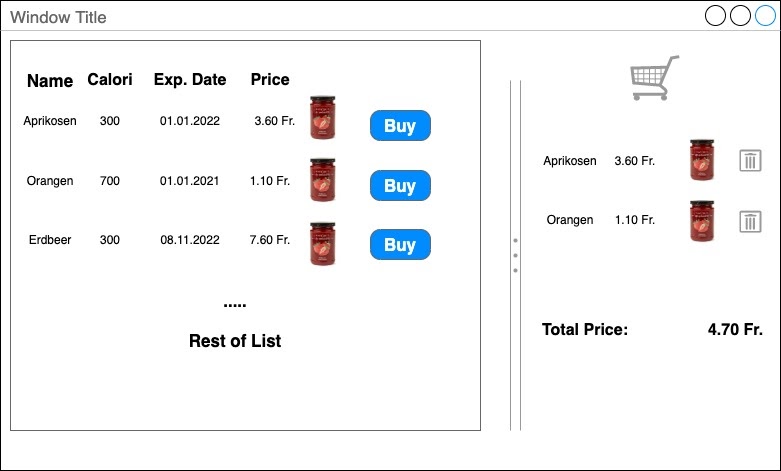 Window Title
Name Calori Exp. Date Price
Aprikosen 300 01.01.2022 3.60 Fr. Buy
Orangen 700 01.01.2021 1.10 Fr. Buy
Erdbeer 300 08.11.2022 7.60 Fr. Buy
.....
Rest of List
Aprikosen 3.60 Fr.
Orangen 1.10 Fr.
Total Price: 4.70 Fr.